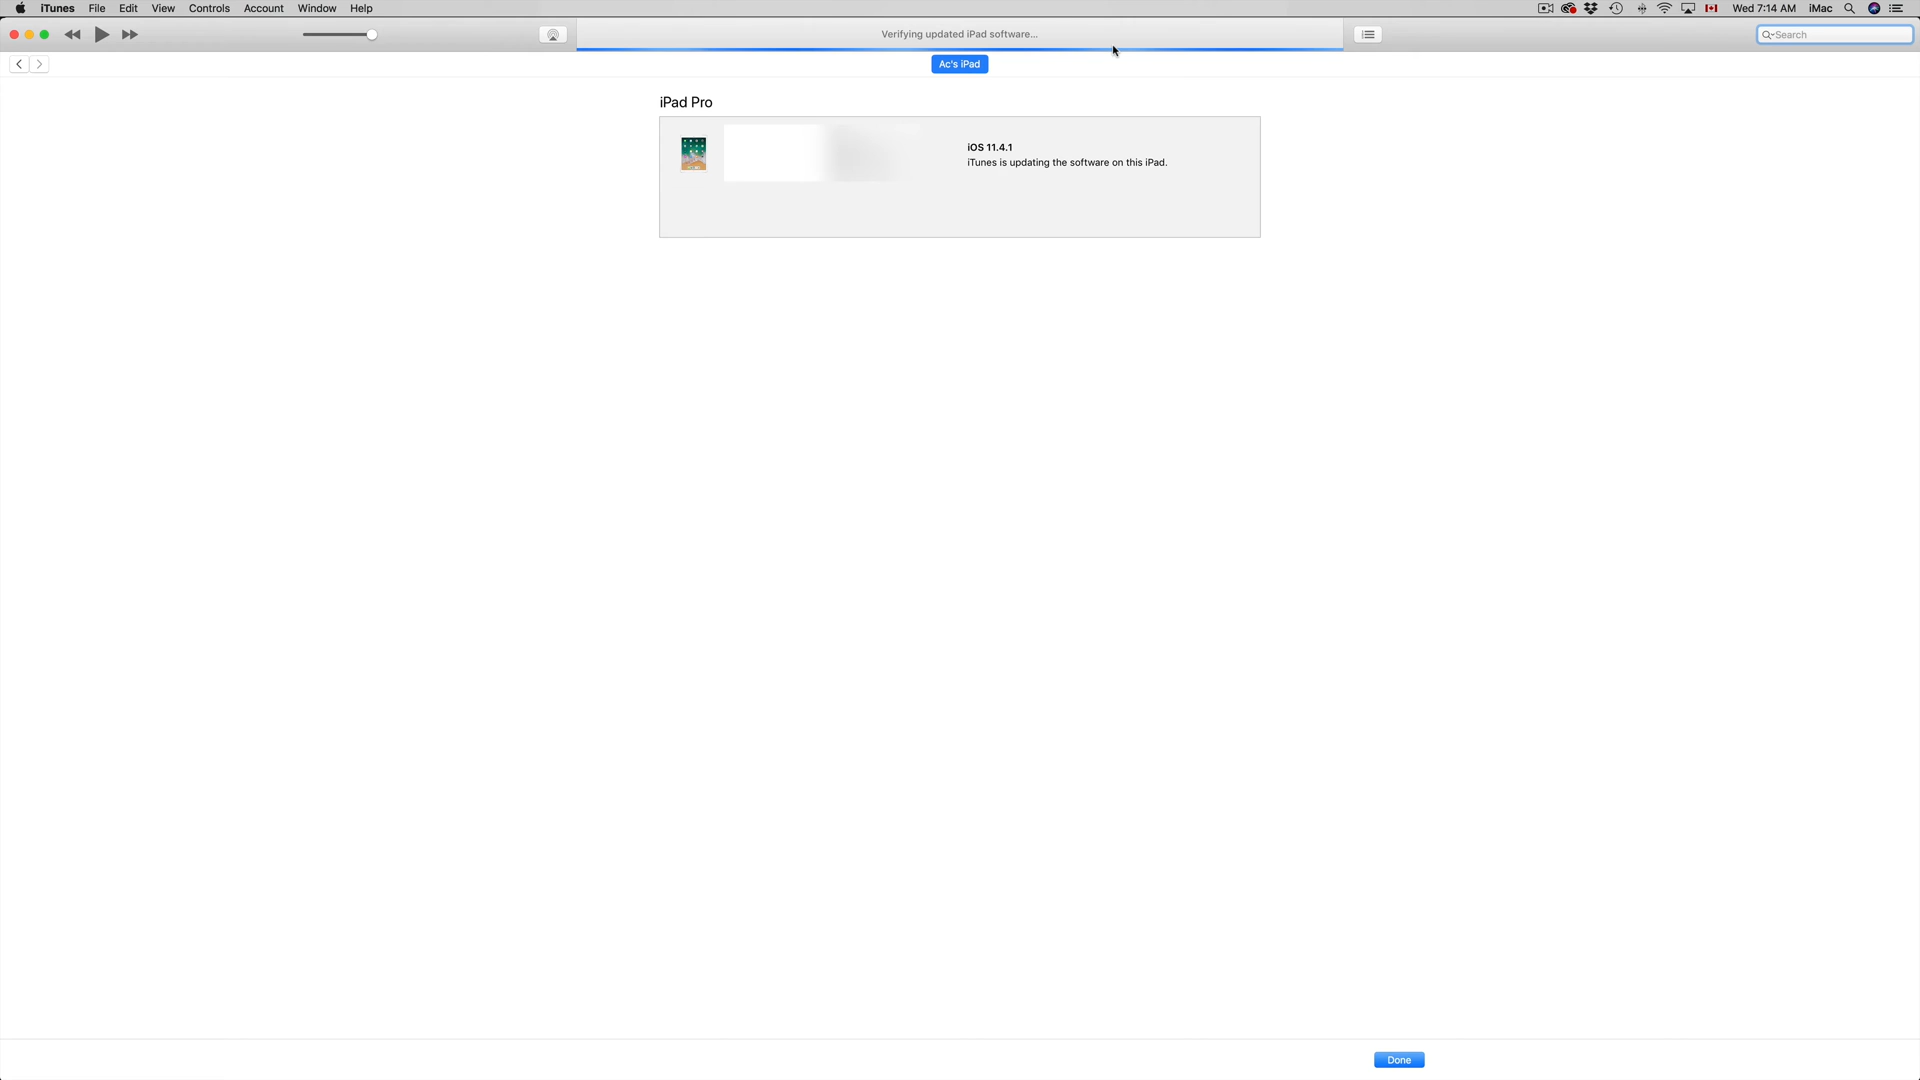 iTunes File Edit View Controls Account Window Help Wed 7:14 AM iMac
Verifying updated iPad software...
Search
Ac's iPad
iPad Pro
iOS 11.4.1
iTunes is updating the software on this iPad.
Done